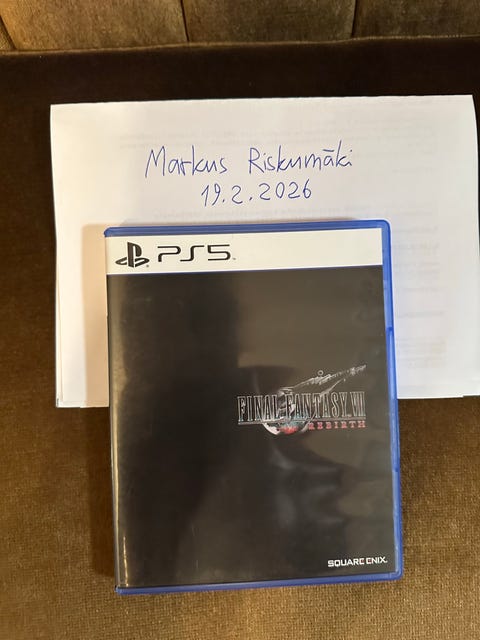 Markus Riskumäki
19.2.2026
PS5
FINAL FANTASY VII
REBIRTH
SQUARE ENIX